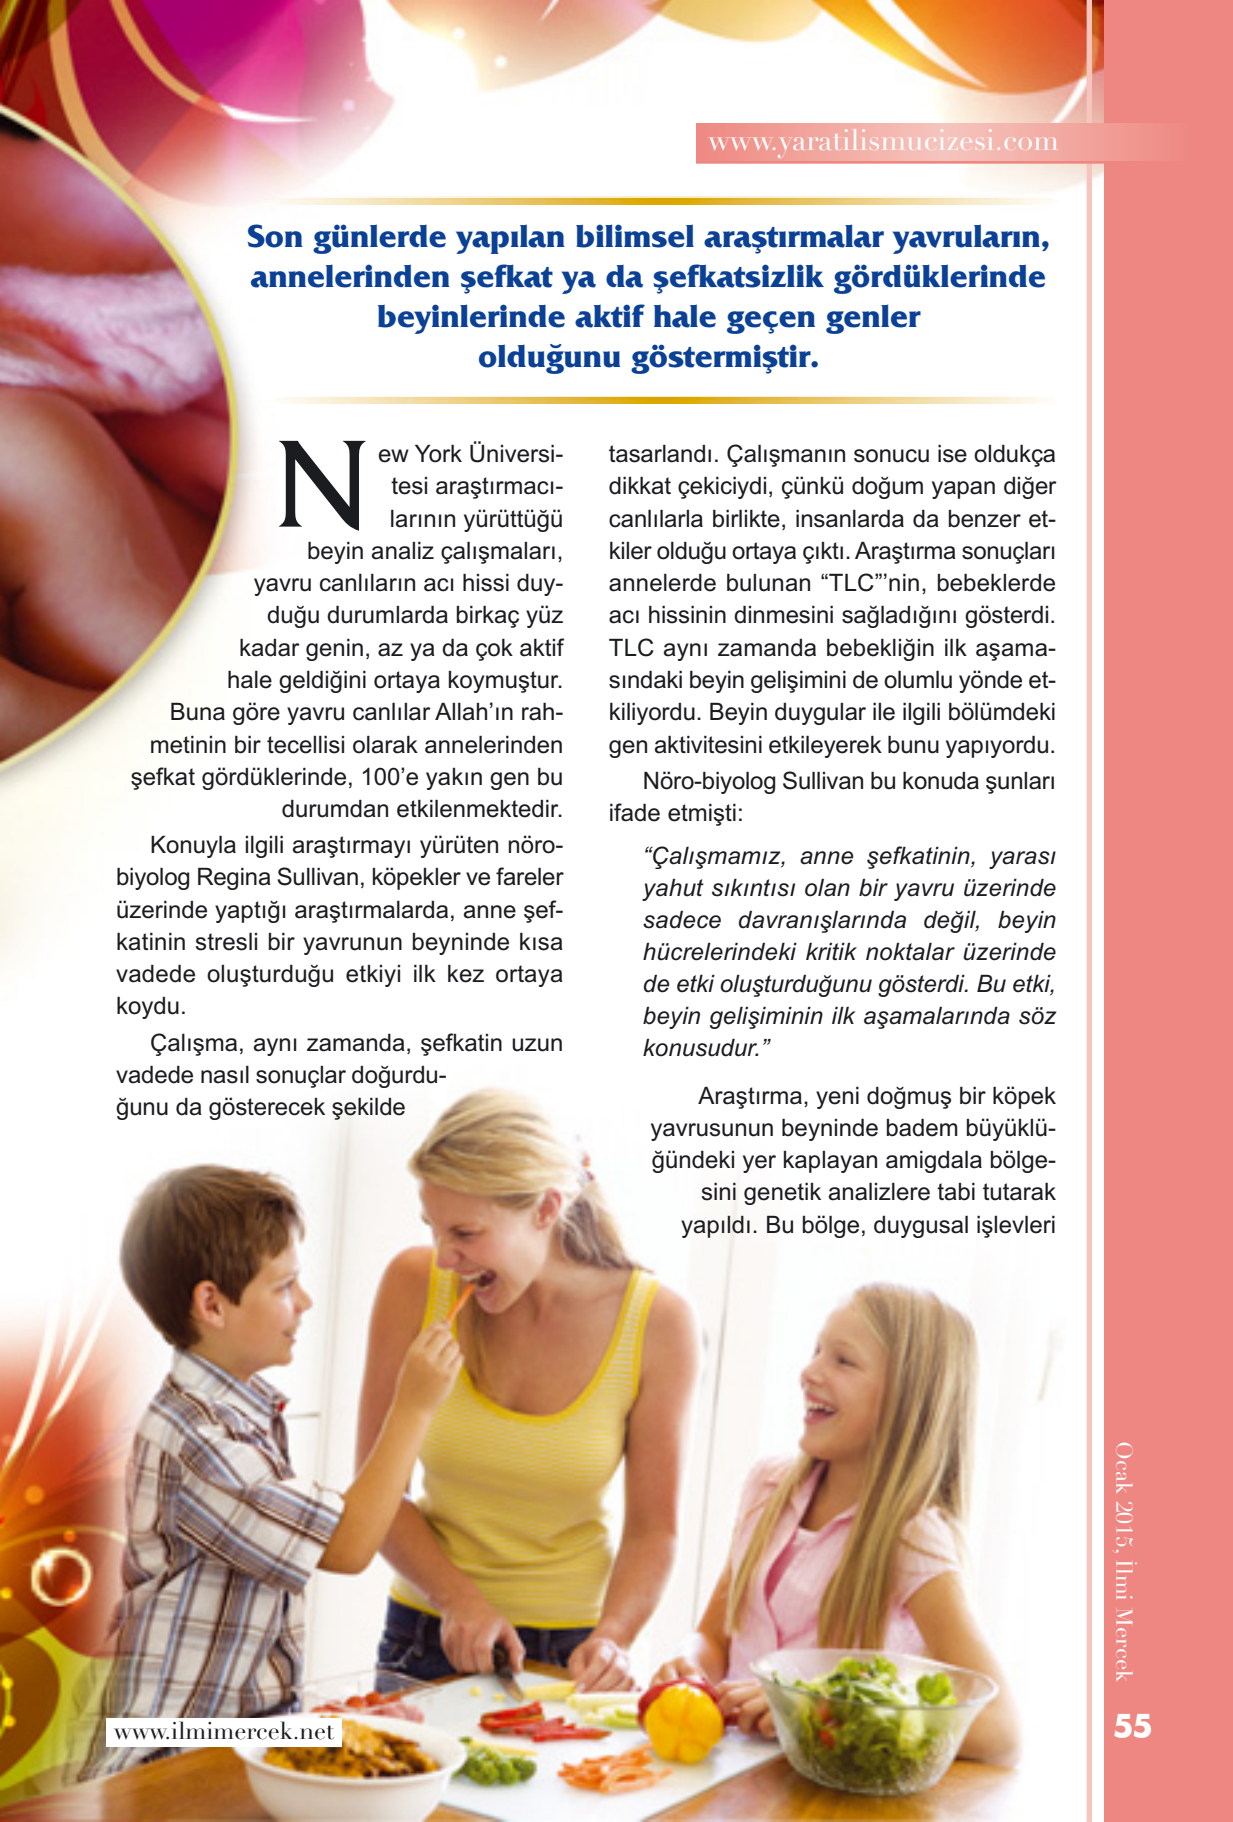 www.yaratilismucizesi.com
Son günlerde yapılan bilimsel araştırmalar yavruların,
annelerinden şefkat ya da şefkatsizlik gördüklerinde
beyinlerinde aktif hale geçen genler
olduğunu göstermiştir.
New York Üniversi-
tesi araştırmacı-
larının yürüttüğü
beyin analiz çalışmaları,
yavru canlıların acı hissi duy-
duğu durumlarda birkaç yüz
kadar genin, az ya da çok aktif
hale geldiğini ortaya koymuştur.
Buna göre yavru canlılar Allah’ın rah-
metinin bir tecellisi olarak annelerinden
şefkat gördüklerinde, 100’e yakın gen bu
durumdan etkilenmektedir.
Konuyla ilgili araştırmayı yürüten nöro-
biyolog Regina Sullivan, köpekler ve fareler
üzerinde yaptığı araştırmalarda, anne şef-
katinin stresli bir yavrunun beyninde kısa
vadede oluşturduğu etkiyi ilk kez ortaya
koydu.
Çalışma, aynı zamanda, şefkatin uzun
vadede nasıl sonuçlar doğurdu-
ğunu da gösterecek şekilde
tasarlandı. Çalışmanın sonucu ise oldukça
dikkat çekiciydi, çünkü doğum yapan diğer
canlılarla birlikte, insanlarda da benzer et-
kiler olduğu ortaya çıktı. Araştırma sonuçları
annelerde bulunan “TLC”’nin, bebeklerde
acı hissinin dinmesini sağladığını gösterdi.
TLC aynı zamanda bebekliğin ilk aşama-
sındaki beyin gelişimini de olumlu yönde et-
kiliyordu. Beyin duygular ile ilgili bölümdeki
gen aktivitesini etkileyerek bunu yapıyordu.
Nöro-biyolog Sullivan bu konuda şunları
ifade etmişti:
“Çalışmamız, anne şefkatinin, yarası
yahut sıkıntısı olan bir yavru üzerinde
sadece davranışlarında değil, beyin
hücrelerindeki kritik noktalar üzerinde
de etki oluşturduğunu gösterdi. Bu etki,
beyin gelişiminin ilk aşamalarında söz
konusudur.”
Araştırma, yeni doğmuş bir köpek
yavrusunun beyninde badem büyüklü-
ğündeki yer kaplayan amigdala bölge-
sini genetik analizlere tabi tutarak
yapıldı. Bu bölge, duygusal işlevleri
Ocak 2015, İlmi Mercek
55
www.ilmimercek.net